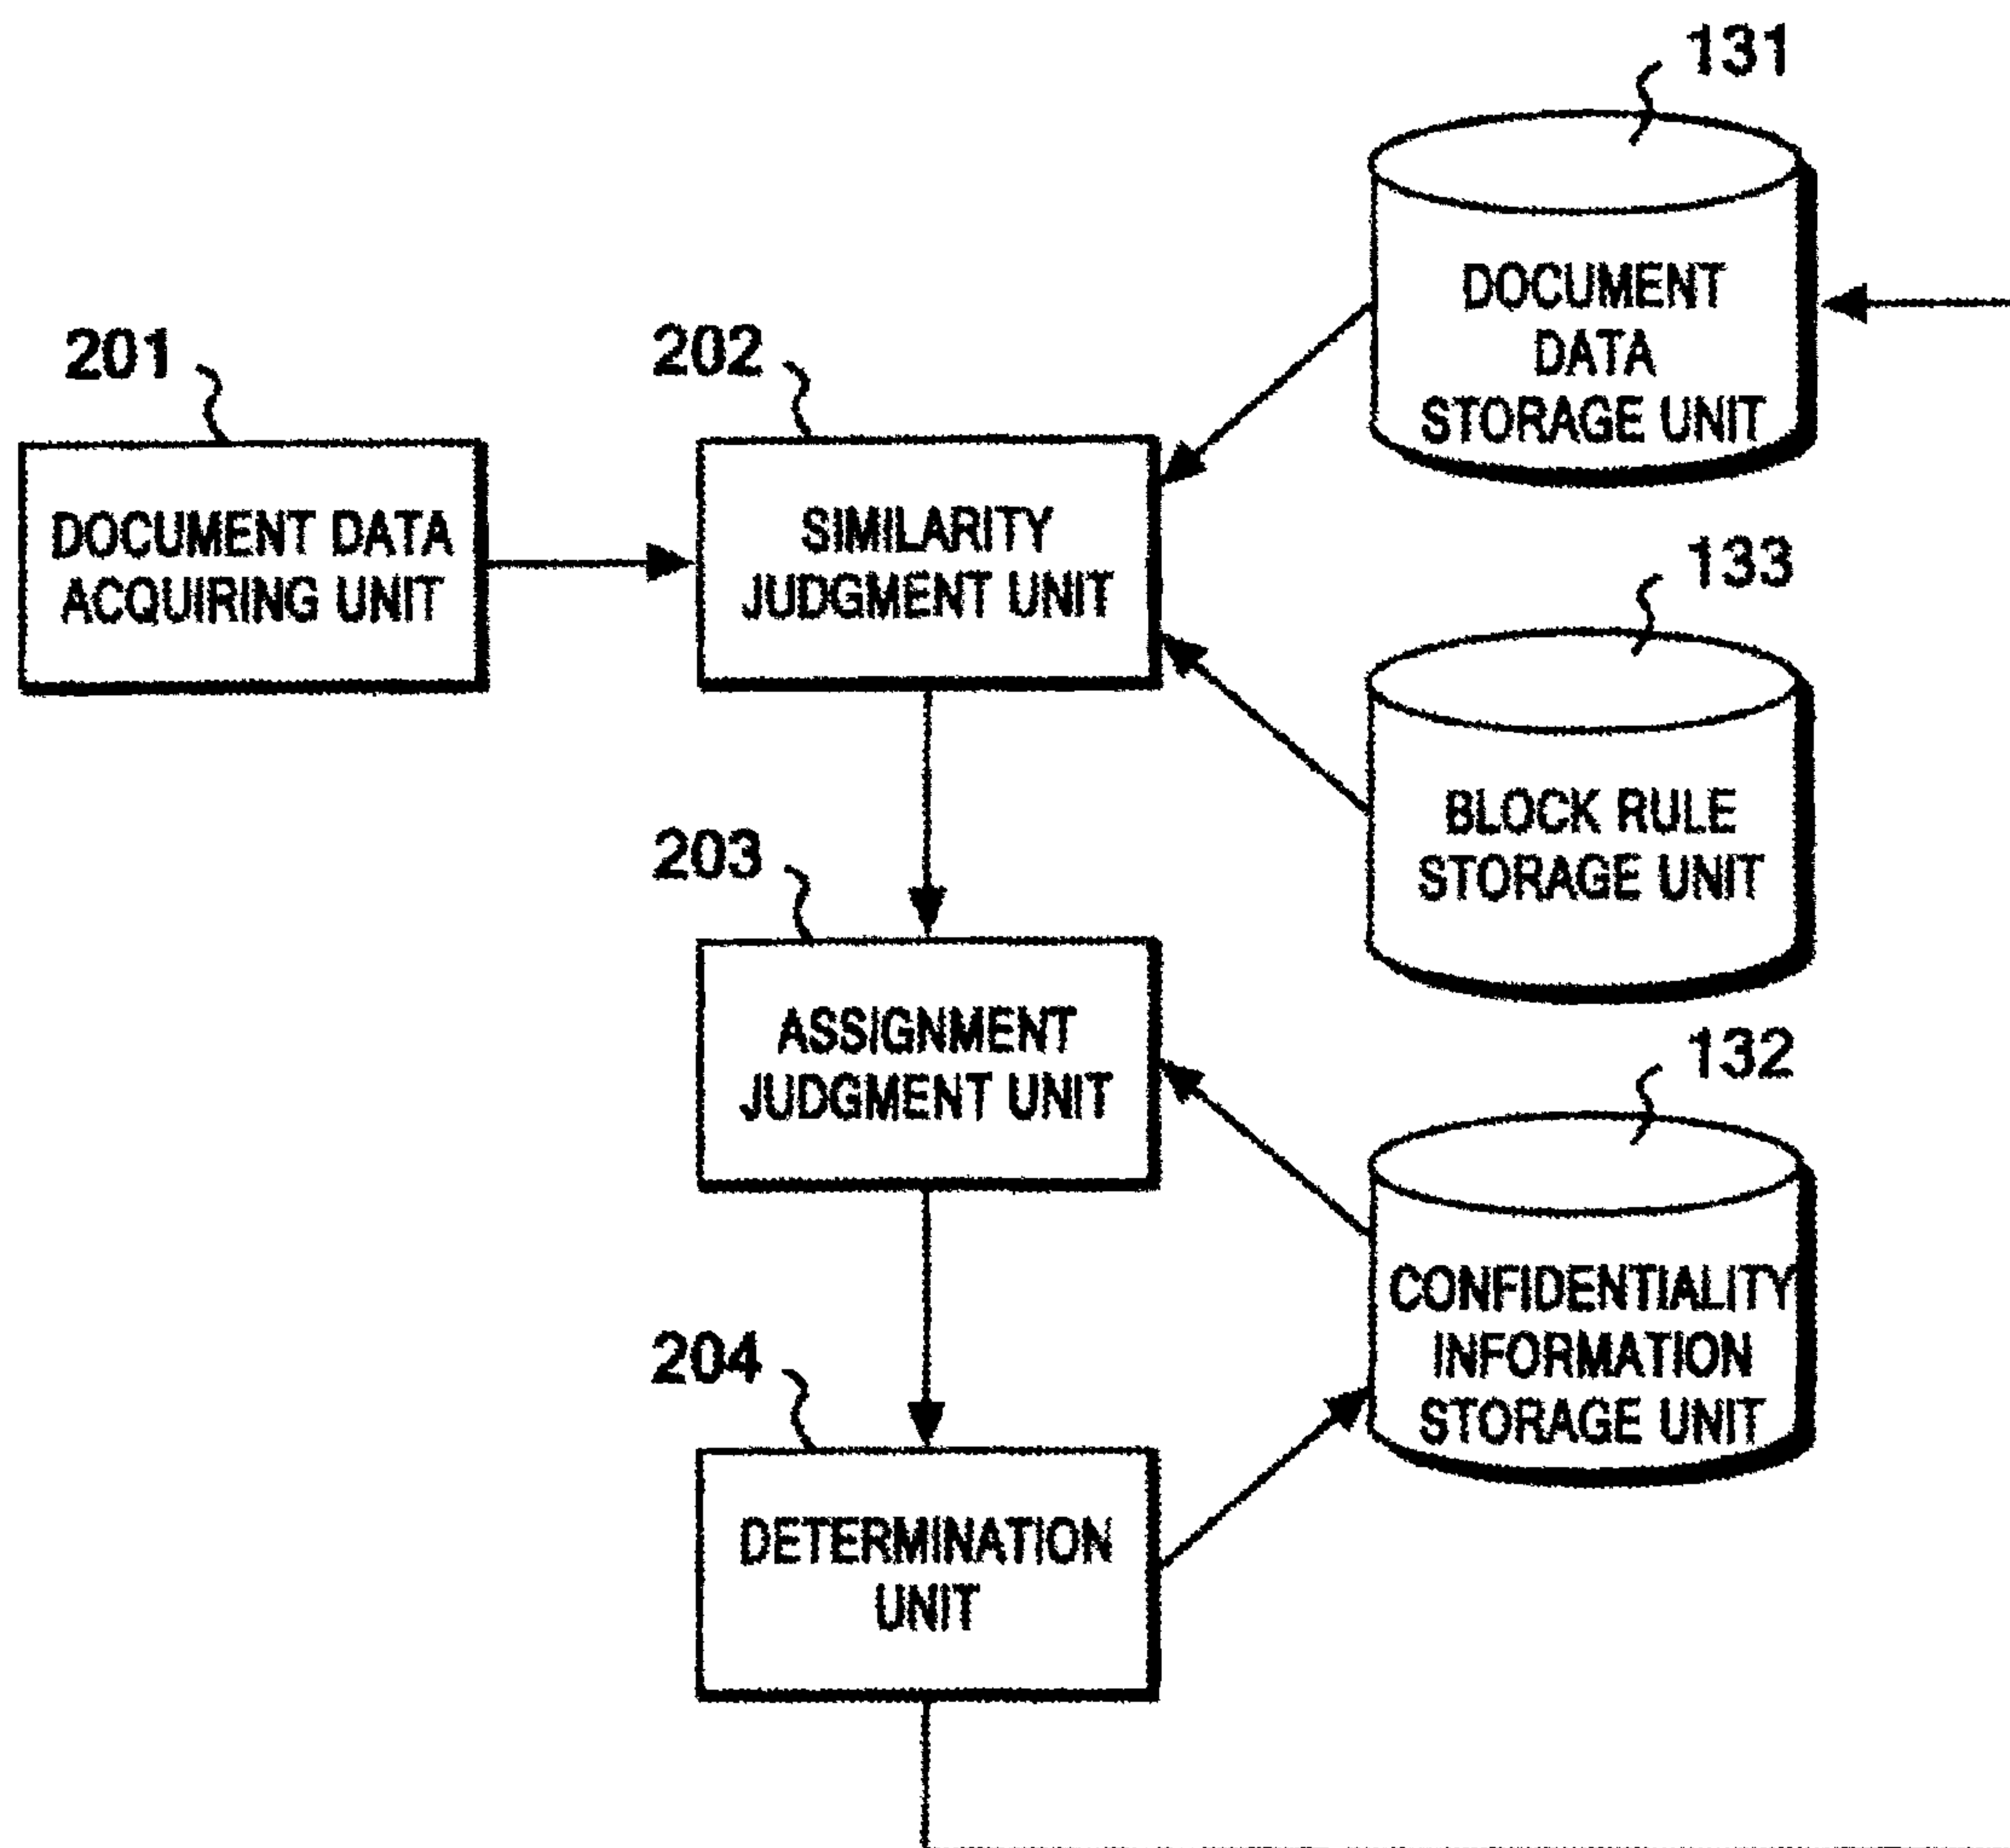 131
DOCUMENT
DATA
STORAGE UNIT
201
DOCUMENT DATA
ACQUIRING UNIT
202
SIMILARITY
JUDGMENT UNIT
133
BLOCK RULE
STORAGE UNIT
203
ASSIGNMENT
JUDGMENT UNIT
132
CONFIDENTIALITY
INFORMATION
STORAGE UNIT
204
DETERMINATION
UNIT